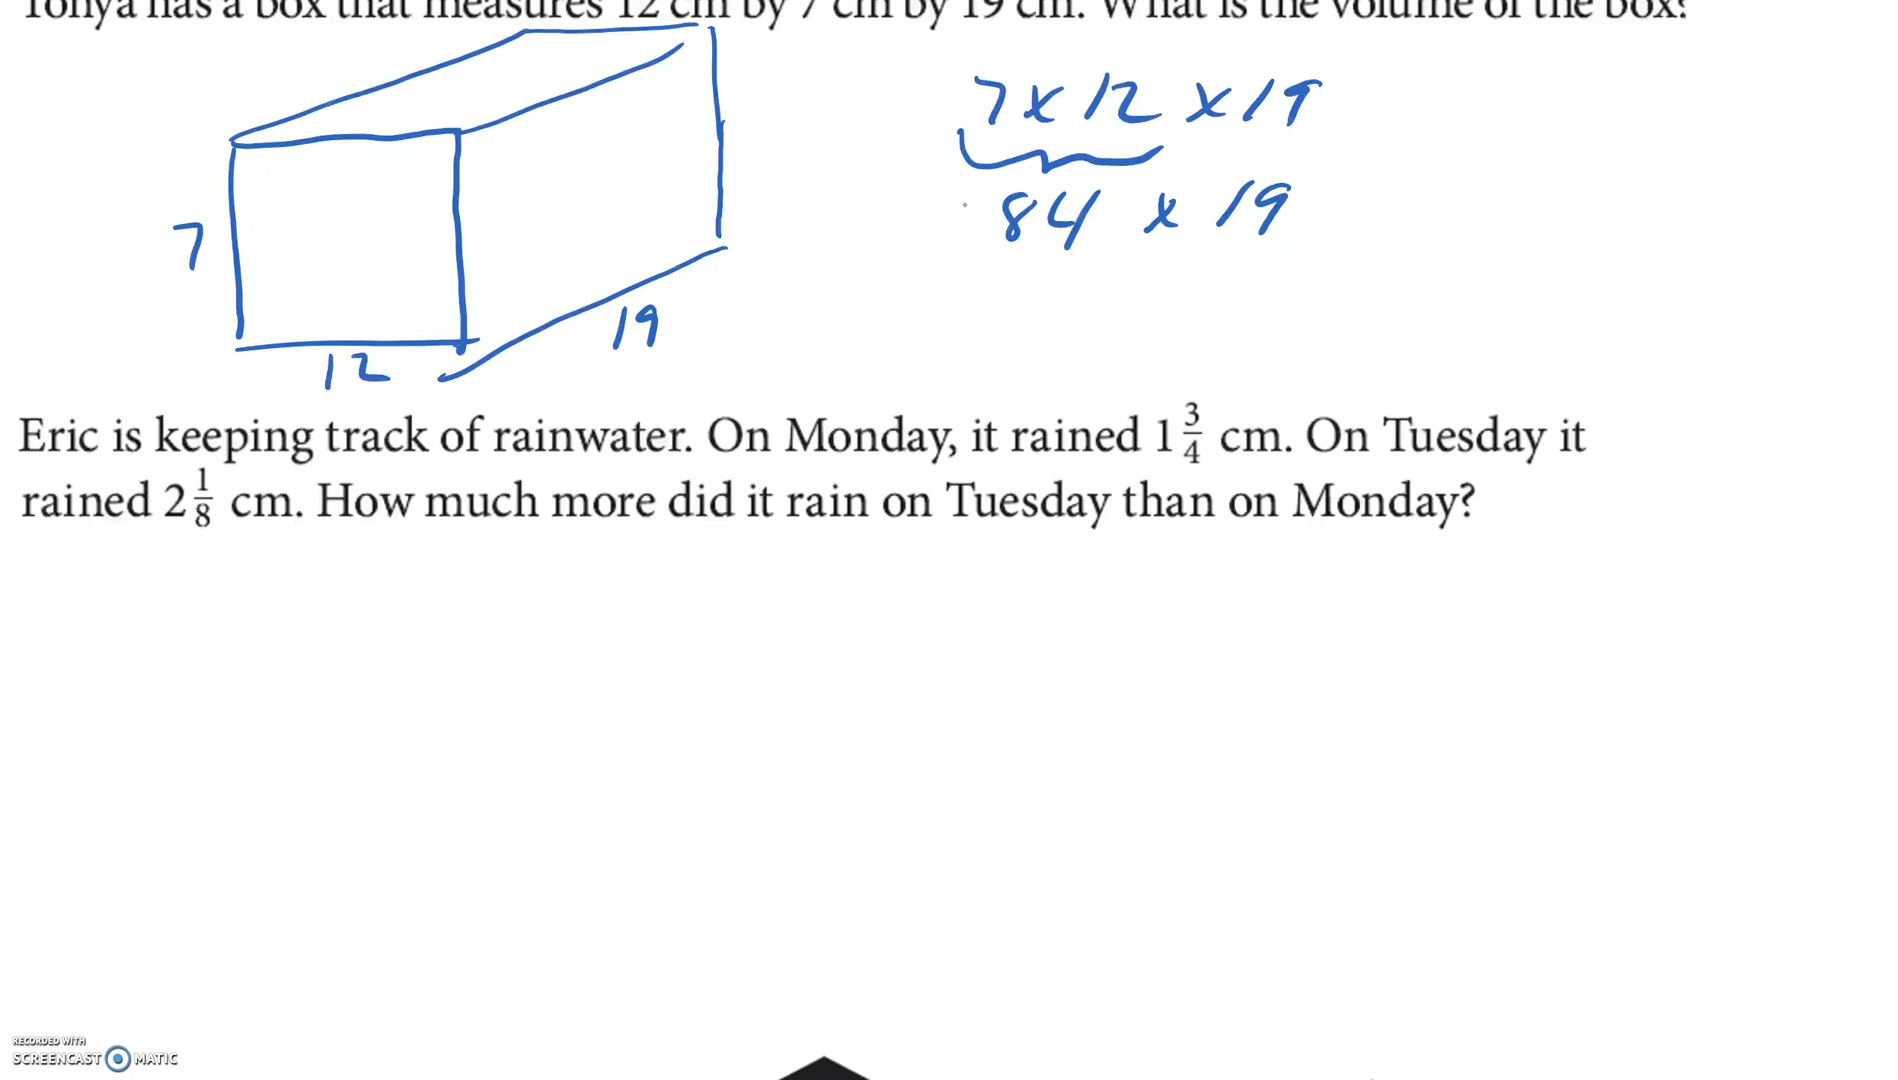 Tonya has a box that measures 12 cm by 7 cm by 19 cm. What is the volume of the box?
7 x 12 x 19
84 x 19
7
19
12
Eric is keeping track of rainwater. On Monday, it rained 1 3/4 cm. On Tuesday it
rained 2 1/8 cm. How much more did it rain on Tuesday than on Monday?
RECORDED WITH
SCREENCAST MATIC